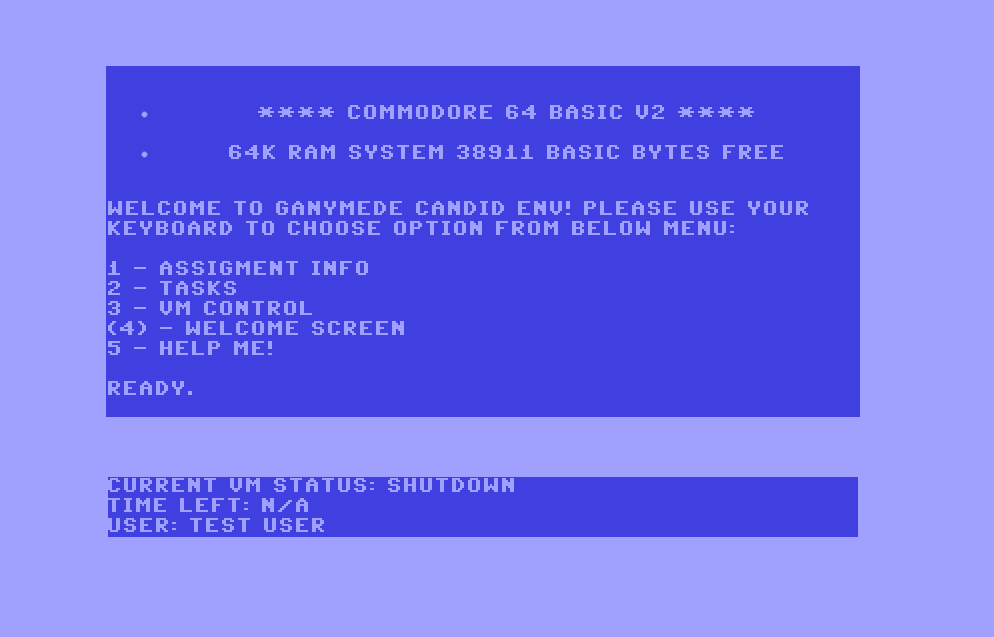 **** COMMODORE 64 BASIC V2 ****
64K RAM SYSTEM 38911 BASIC BYTES FREE
WELCOME TO GANYMEDE CANDID ENV! PLEASE USE YOUR
KEYBOARD TO CHOOSE OPTION FROM BELOW MENU:
1 - ASSIGMENT INFO
2 - TASKS
3 - VM CONTROL
(4) - WELCOME SCREEN
5 - HELP ME!
READY.
CURRENT VM STATUS: SHUTDOWN
TIME LEFT: N/A
USER: TEST USER